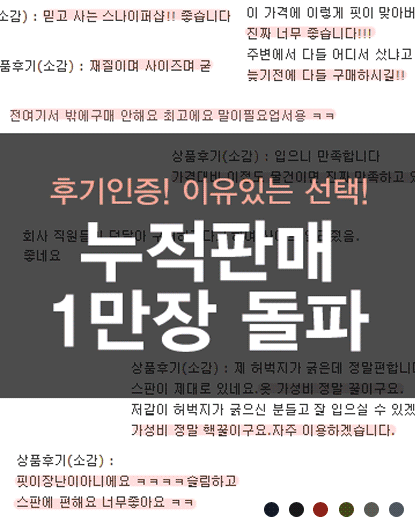 소감) : 믿고 사는 스나이퍼샵!! 좋습니다
이 가격에 이렇게 핏이 맞아버
진짜 너무 좋습니다!!!
주변에서 다들 어디서 샀냐고
늦기전에 다들 구매하시길!!
품후기(소감) : 재질이며 사이즈며 굳
전여기서 밖에구매 안해요 최고에요 말이필요업서용 ㅋㅋ
상품후기(소감) : 입으니 만족합니다
가격대비 이정도 물건이면 진짜 만족하고
후기인증! 이유있는 선택!
회사 직원들이
좋네요
누적판매
1만장 돌파
상품후기(소감) : 제 허벅지가 굵은데 정말편합니
스판이 제대로 있네요.옷 가성비 정말 꿀이구요.
저같이 허벅지가 굵으신 분들고 잘 입으실 수 있겠
가성비 정말 핵꿀이구요.자주 이용하겠습니다.
상품후기(소감) :
핏이장난이아니에요 ㅋㅋㅋㅋ슬림하고
스판에 편해요 너무좋아요 ㅋㅋ